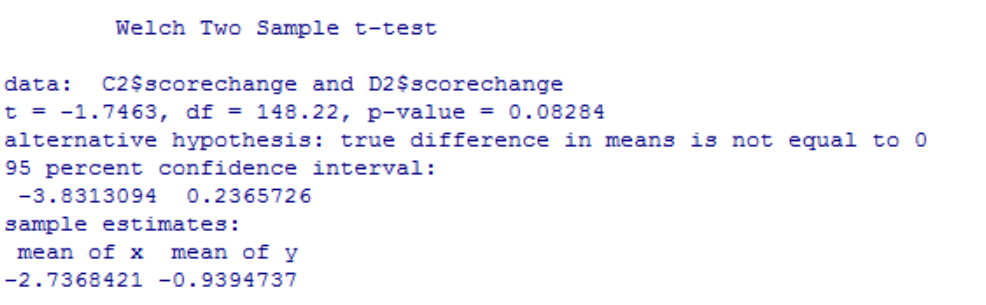 Welch Two Sample t-test
data:  C2$scorechange and D2$scorechange
t = -1.7463, df = 148.22, p-value = 0.08284
alternative hypothesis: true difference in means is not equal to 0
95 percent confidence interval:
-3.8313094  0.2365726
sample estimates:
mean of x  mean of y
-2.7368421 -0.9394737